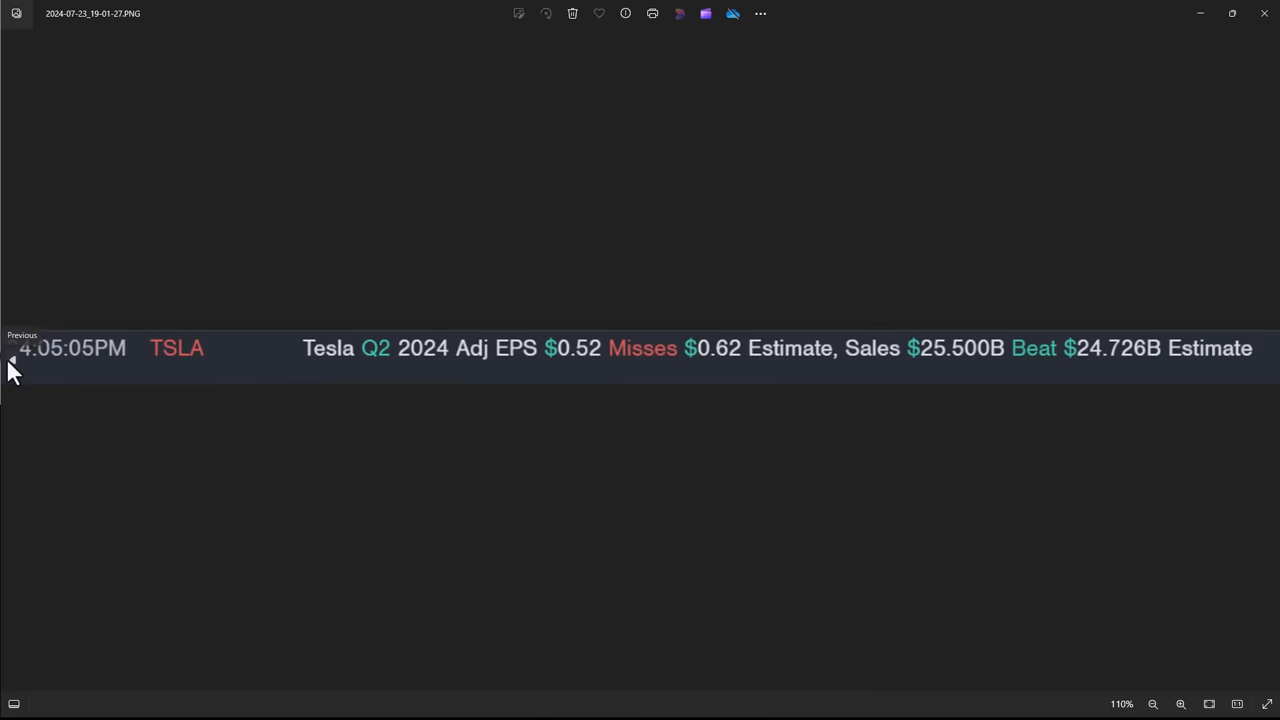 2024-07-23_19-01-27.PNG
Previous
4:05:05PM TSLA Tesla Q2 2024 Adj EPS $0.52 Misses $0.62 Estimate, Sales $25.500B Beat $24.726B Estimate
110%